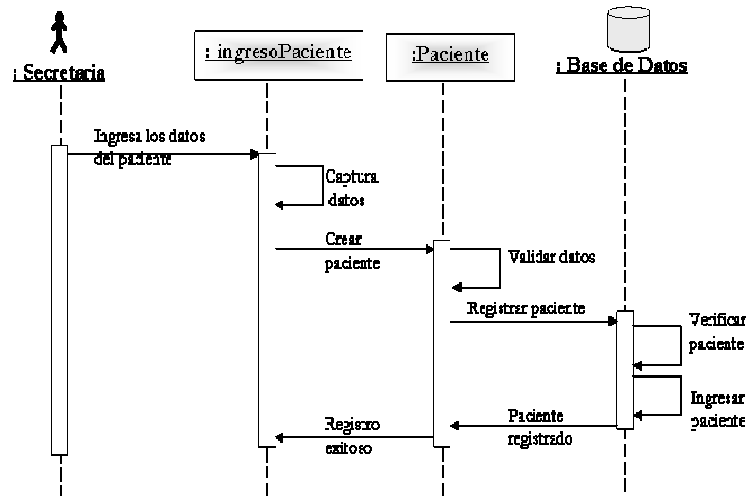 : Secretaria
: ingresoPaciente
:Paciente
: Base de Datos
Ingresa los datos
del paciente
Captura
datos
Crear
paciente
Validar datos
Registrar paciente
Verificar
paciente
Ingresar
paciente
Paciente
registrado
Registro
exitoso